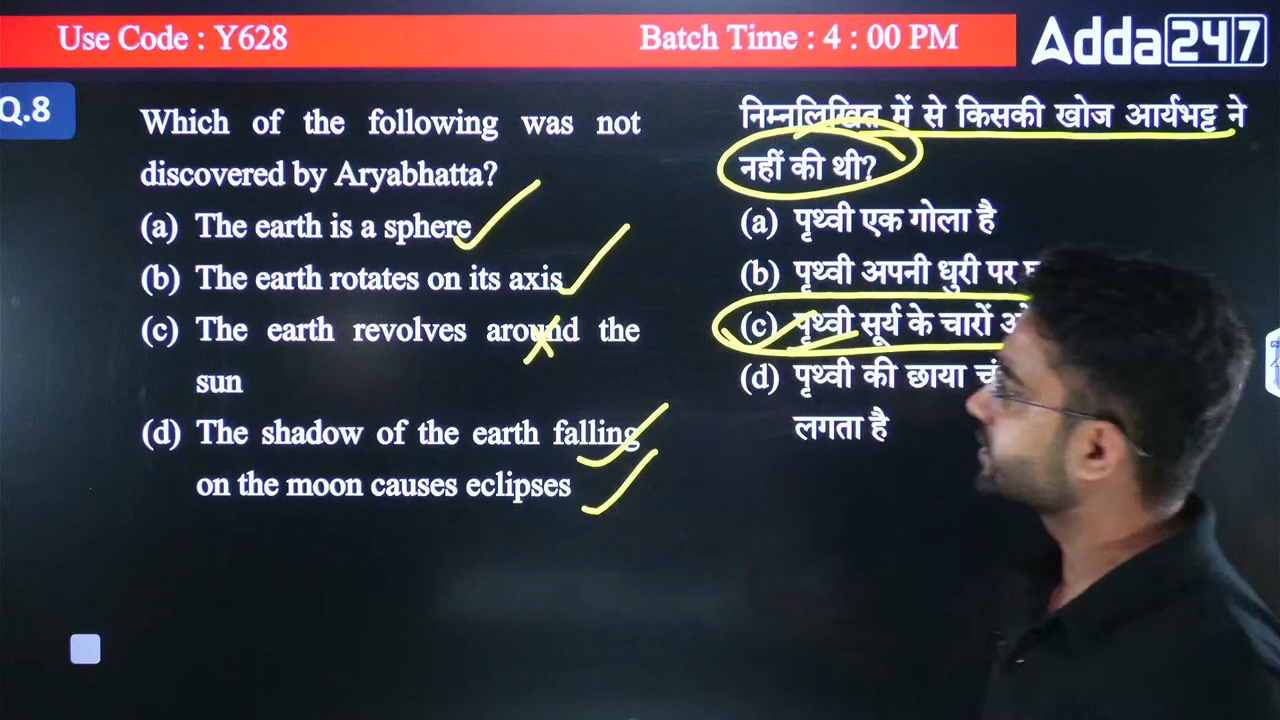 Use Code : Y628
Batch Time : 4 : 00 PM
Adda247
Q.8
Which of the following was not
discovered by Aryabhatta?
(a) The earth is a sphere
(b) The earth rotates on its axis
(c) The earth revolves around the
sun
(d) The shadow of the earth falling
on the moon causes eclipses
निम्नलिखित में से किसकी खोज आर्यभट्ट ने
नहीं की थी?
(a) पृथ्वी एक गोला है
(b) पृथ्वी अपनी धुरी पर
(c) पृथ्वी सूर्य के चारों
(d) पृथ्वी की छाया
लगता है